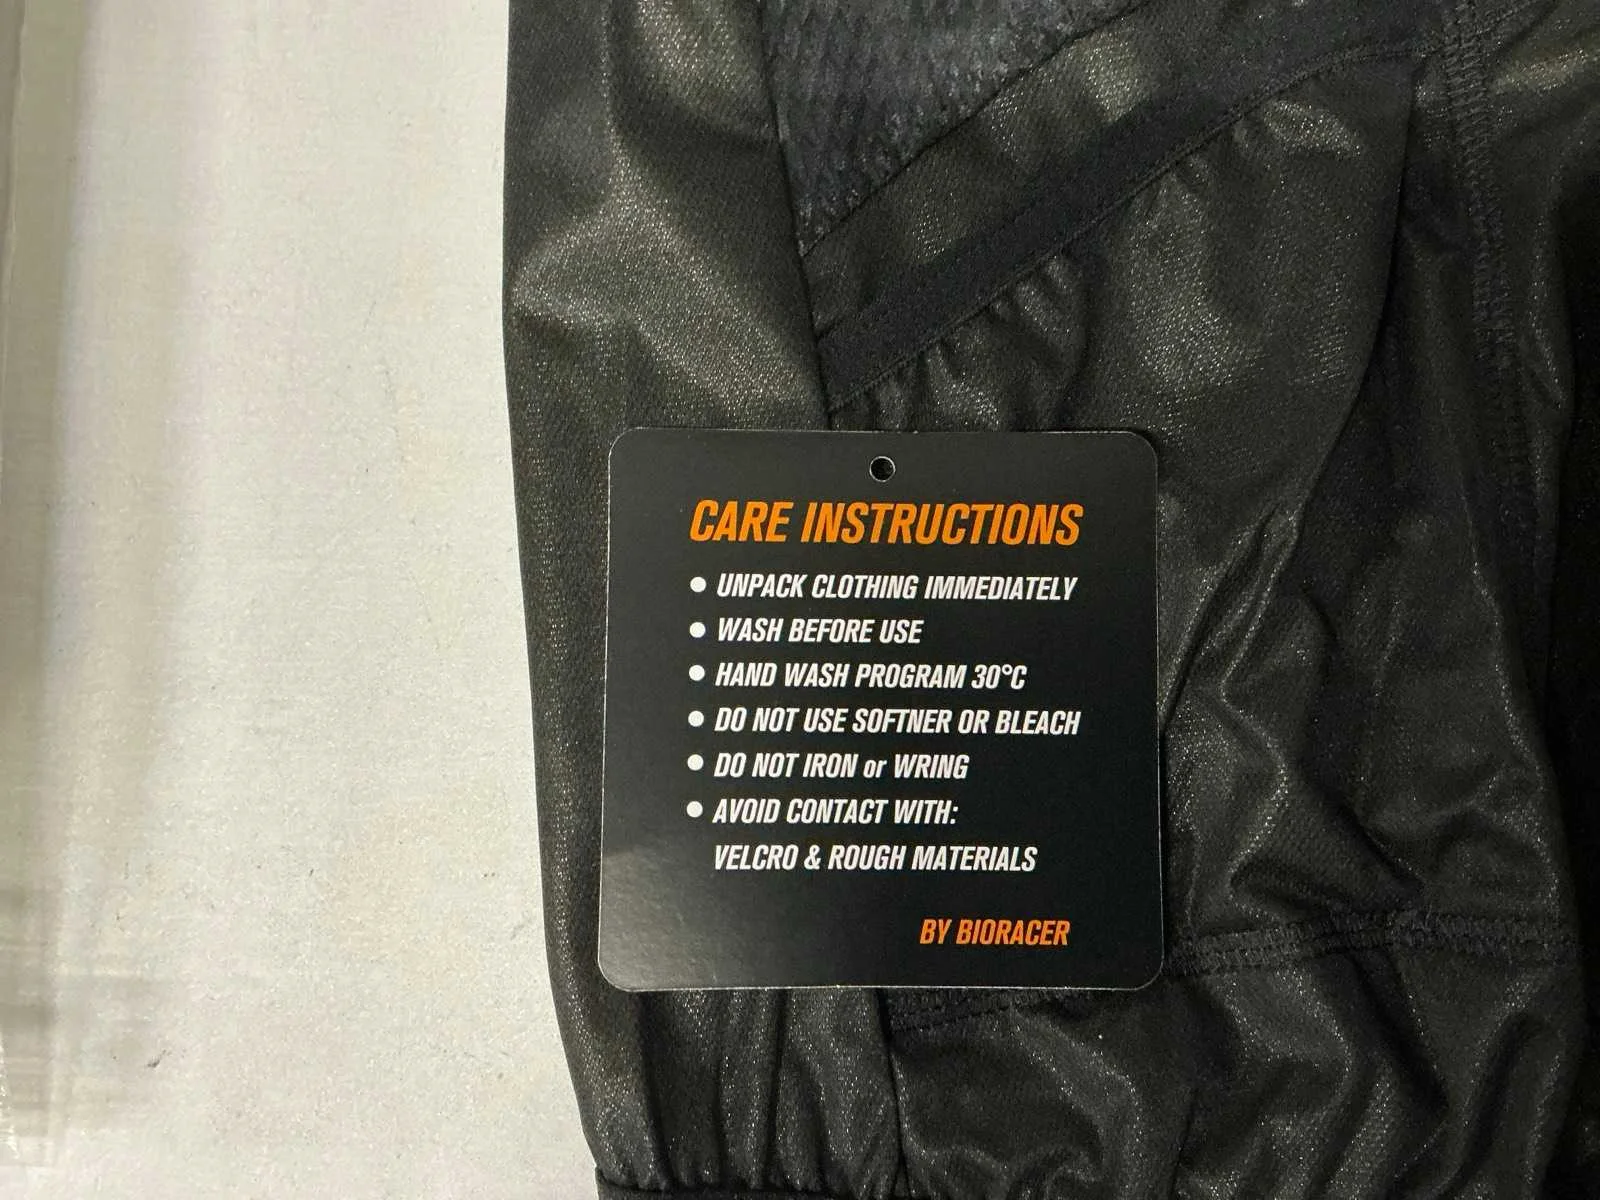 CARE INSTRUCTIONS
● UNPACK CLOTHING IMMEDIATELY
● WASH BEFORE USE
● HAND WASH PROGRAM 30°C
● DO NOT USE SOFTNER OR BLEACH
● DO NOT IRON or WRING
● AVOID CONTACT WITH:
VELCRO & ROUGH MATERIALS
BY BIORACER